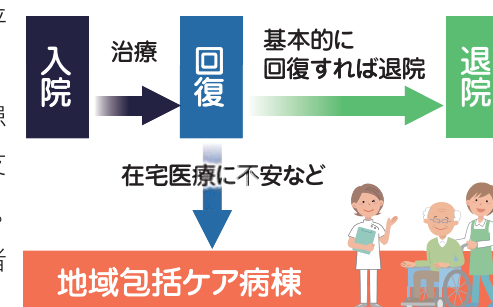 入院
治療
回復
基本的に
回復すれば退院
退院
在宅医療に不安など
地域包括ケア病棟